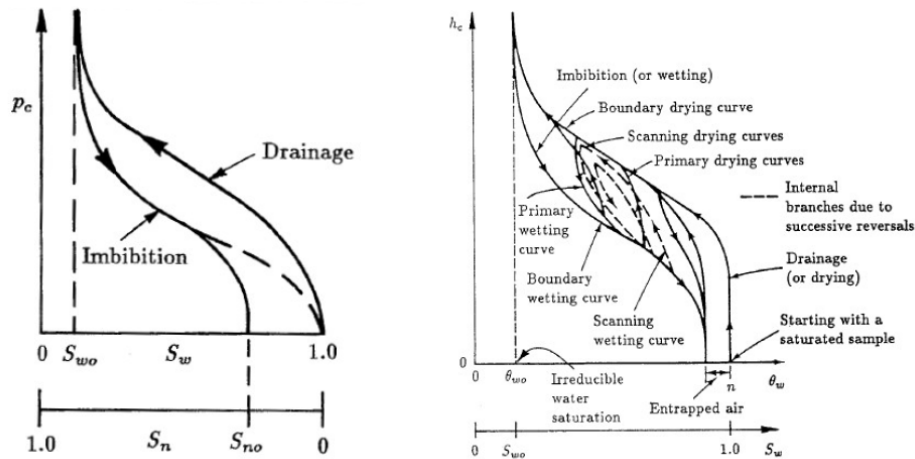 p_c
Drainage
Imbibition
0
S_wo
S_w
1.0
1.0
S_n
S_no
0
h_c
Imbibition (or wetting)
Boundary drying curve
Scanning drying curves
Primary drying curves
Internal
branches due to
successive reversals
Primary
wetting
curve
Drainage
(or drying)
Boundary
wetting curve
Scanning
wetting curve
Starting with a
saturated sample
0
0
θ_wo
n
θ_w
Irreducible
water
saturation
Entrapped air
0
S_wo
1.0
S_w